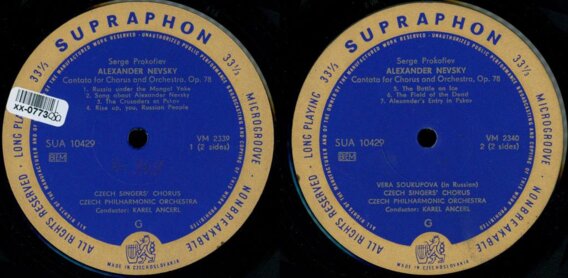 SUPRAPHON
33⅓
LONG PLAYING
MICROGROOVE
NONBREAKABLE
ALL RIGHTS RESERVED
XX-0773
Serge Prokofiev
ALEXANDER NEVSKY
Cantata for Chorus and Orchestra, Op. 78
1. Russia under the Mongol Yoke
2. Song about Alexander Nevsky
3. The Crusaders at Pskov
4. Rise up, you, Russian People
VM 2339
SUA 10429
1 (2 sides)
BIEM
CZECH SINGERS' CHORUS
CZECH PHILHARMONIC ORCHESTRA
Conductor: KAREL ANCERL
G
MADE IN CZECHOSLOVAKIA
SUPRAPHON
33⅓
33⅓
LONG PLAYING
MICROGROOVE
NONBREAKABLE
ALL RIGHTS RESERVED
Serge Prokofiev
ALEXANDER NEVSKY
Cantata for Chorus and Orchestra, Op. 78
5. The Battle on Ice
6. The Field of the Dead
7. Alexander's Entry in Pskov
VM 2340
SUA 10429
2 (2 sides)
BIEM
VERA SOUKUPOVA (in Russian)
CZECH SINGERS' CHORUS
CZECH PHILHARMONIC ORCHESTRA
Conductor: KAREL ANCERL
G
MADE IN CZECHOSLOVAKIA